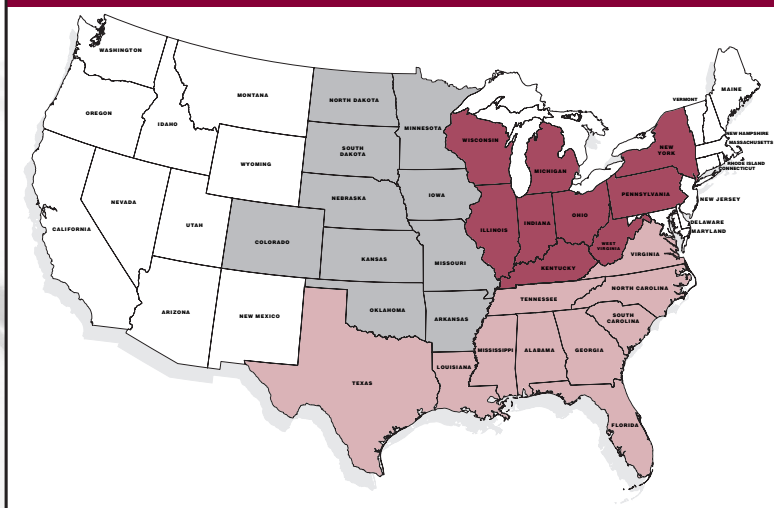 WASHINGTON
OREGON
IDAHO
MONTANA
WYOMING
NEVADA
UTAH
CALIFORNIA
ARIZONA
NEW MEXICO
COLORADO
NORTH DAKOTA
SOUTH
DAKOTA
NEBRASKA
KANSAS
OKLAHOMA
TEXAS
MINNESOTA
IOWA
MISSOURI
ARKANSAS
LOUISIANA
WISCONSIN
ILLINOIS
MICHIGAN
INDIANA
OHIO
KENTUCKY
WEST
VIRGINIA
PENNSYLVANIA
NEW
YORK
VERMONT
MAINE
NEW HAMPSHIRE
MASSACHUSETTS
RHODE ISLAND
CONNECTICUT
NEW JERSEY
DELAWARE
MARYLAND
VIRGINIA
NORTH CAROLINA
TENNESSEE
SOUTH
CAROLINA
MISSISSIPPI
ALABAMA
GEORGIA
FLORIDA